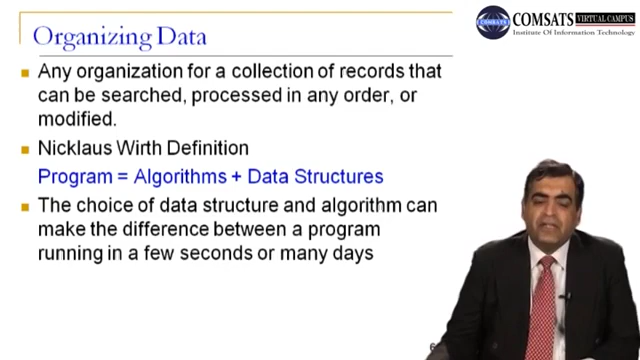 Organizing Data
COMSATS VIRTUAL CAMPUS
Institute Of Information Technology
Any organization for a collection of records that
can be searched, processed in any order, or
modified.
Nicklaus Wirth Definition
Program = Algorithms + Data Structures
The choice of data structure and algorithm can
make the difference between a program
running in a few seconds or many days
6